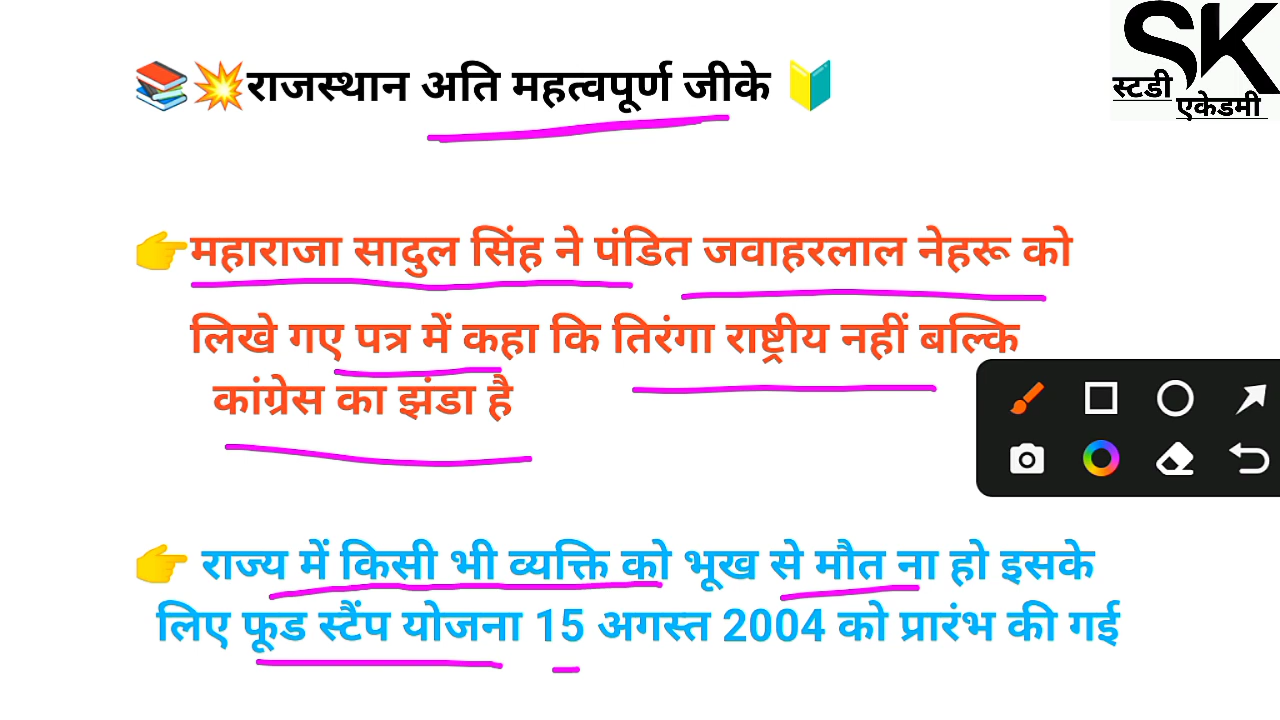 SK
स्टडी
एकेडमी
📚💥राजस्थान अति महत्वपूर्ण जीके 🔰
👉महाराजा सादुल सिंह ने पंडित जवाहरलाल नेहरू को
लिखे गए पत्र में कहा कि तिरंगा राष्ट्रीय नहीं बल्कि
कांग्रेस का झंडा है
👉 राज्य में किसी भी व्यक्ति को भूख से मौत ना हो इसके
लिए फूड स्टैंप योजना 15 अगस्त 2004 को प्रारंभ की गई